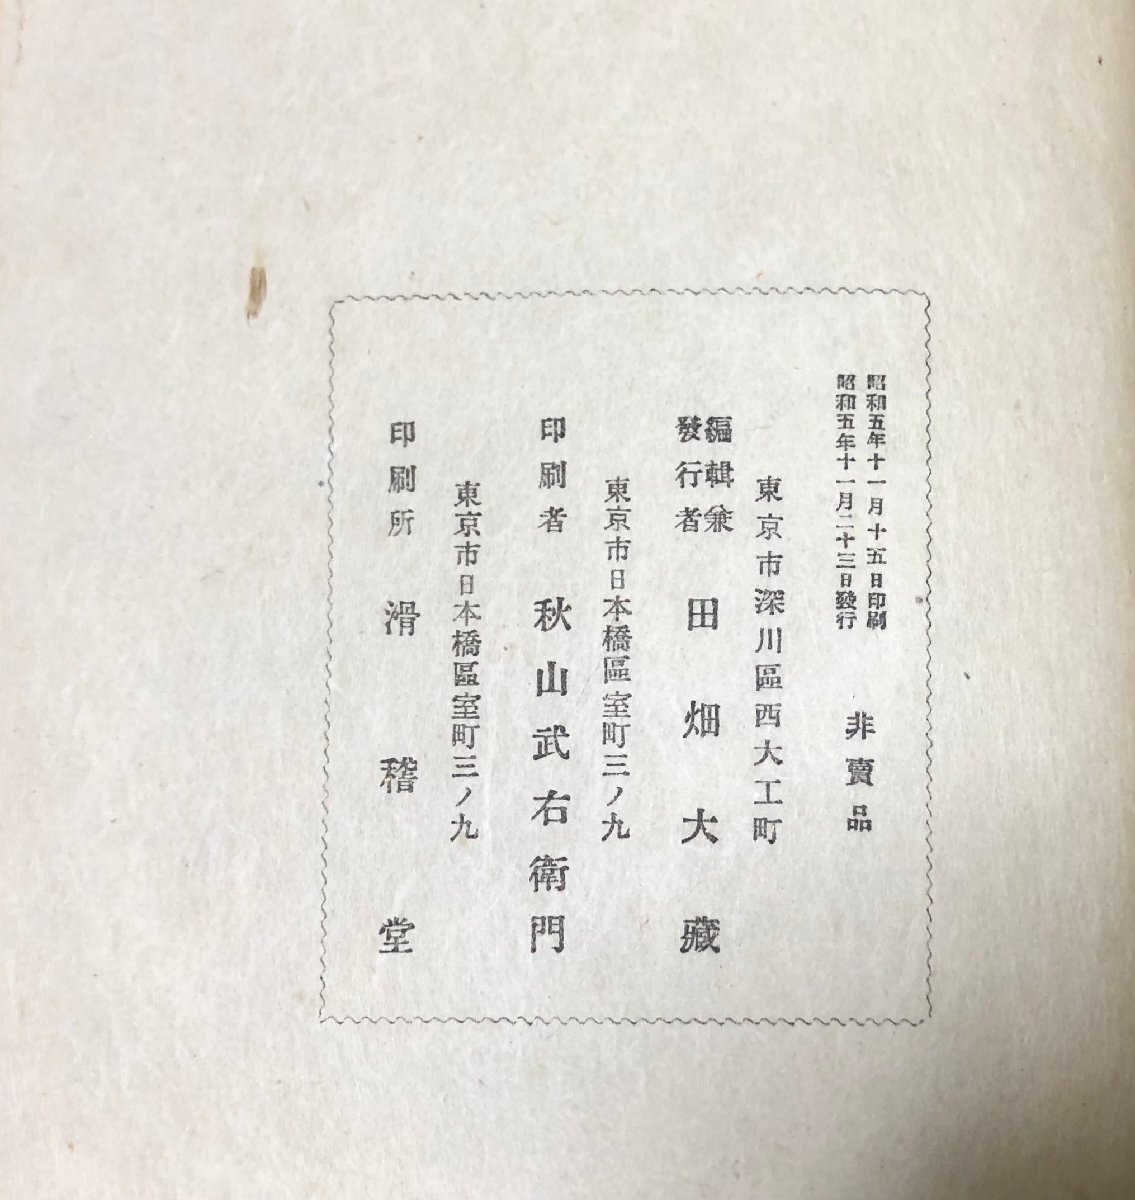 昭和五年十一月十五日印刷
昭和五年十一月二十三日發行
非賣品
東京市深川區西大工町
編輯兼
發行者
田畑大藏
東京市日本橋區室町三ノ九
印刷者 秋山武右衛門
東京市日本橋區室町三ノ九
印刷所 滑稽堂